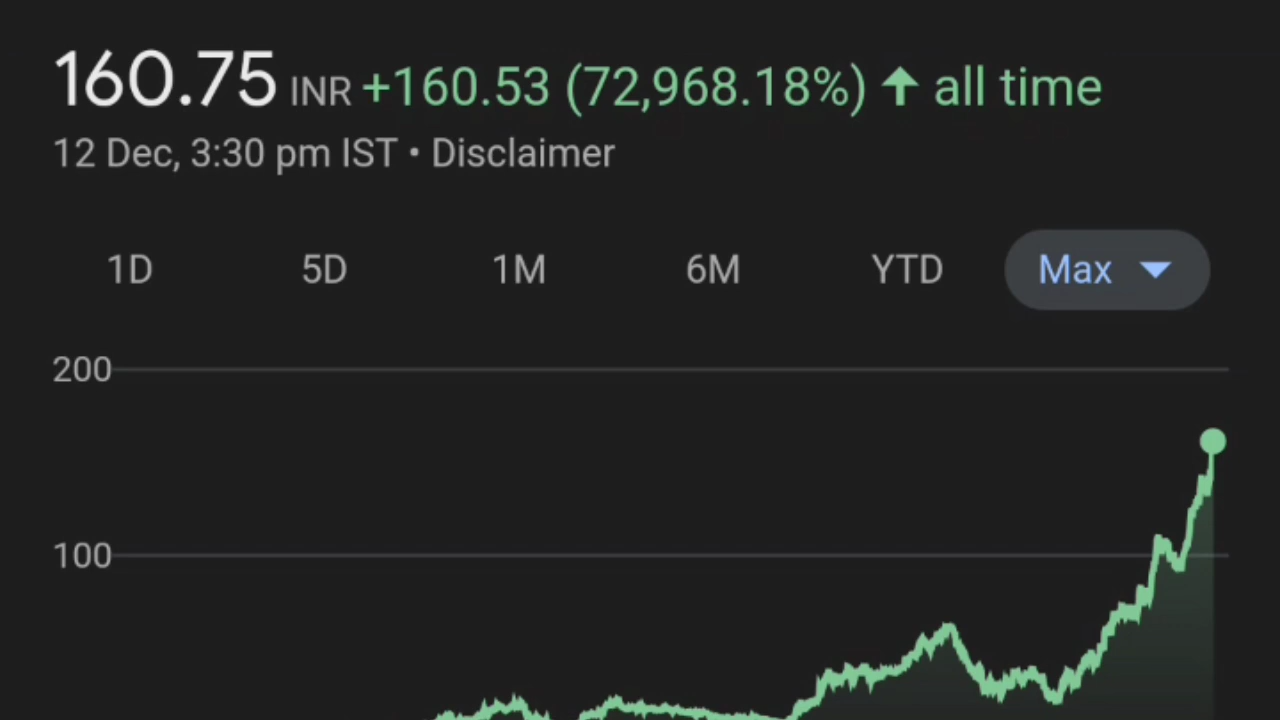 160.75 INR +160.53 (72,968.18%) ↑ all time
12 Dec, 3:30 pm IST • Disclaimer
1D 5D 1M 6M YTD Max
200
100